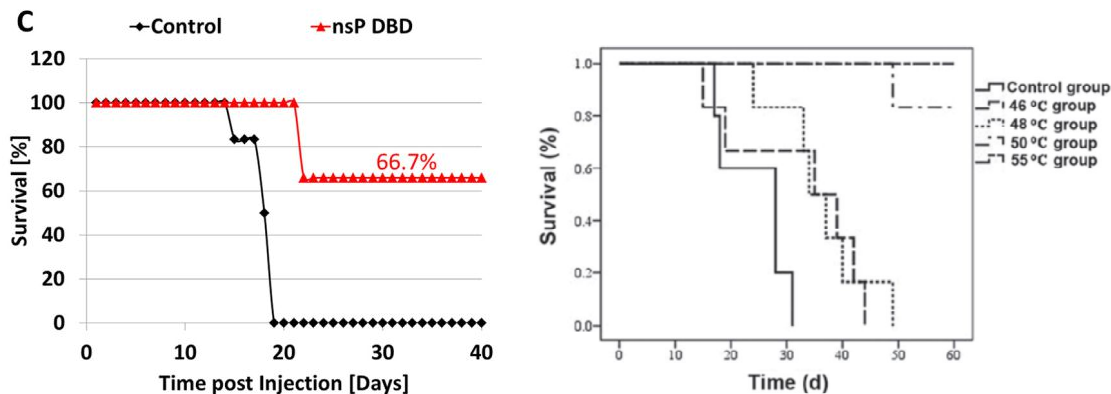 C
Control
nsP DBD
120
100
80
60
40
20
0
Survival [%]
66.7%
0
10
20
30
40
Time post Injection [Days]
1.0
0.8
0.6
0.4
0.2
0.0
Survival (%)
0
10
20
30
40
50
60
Time (d)
Control group
46 ºC group
48 ºC group
50 ºC group
55 ºC group